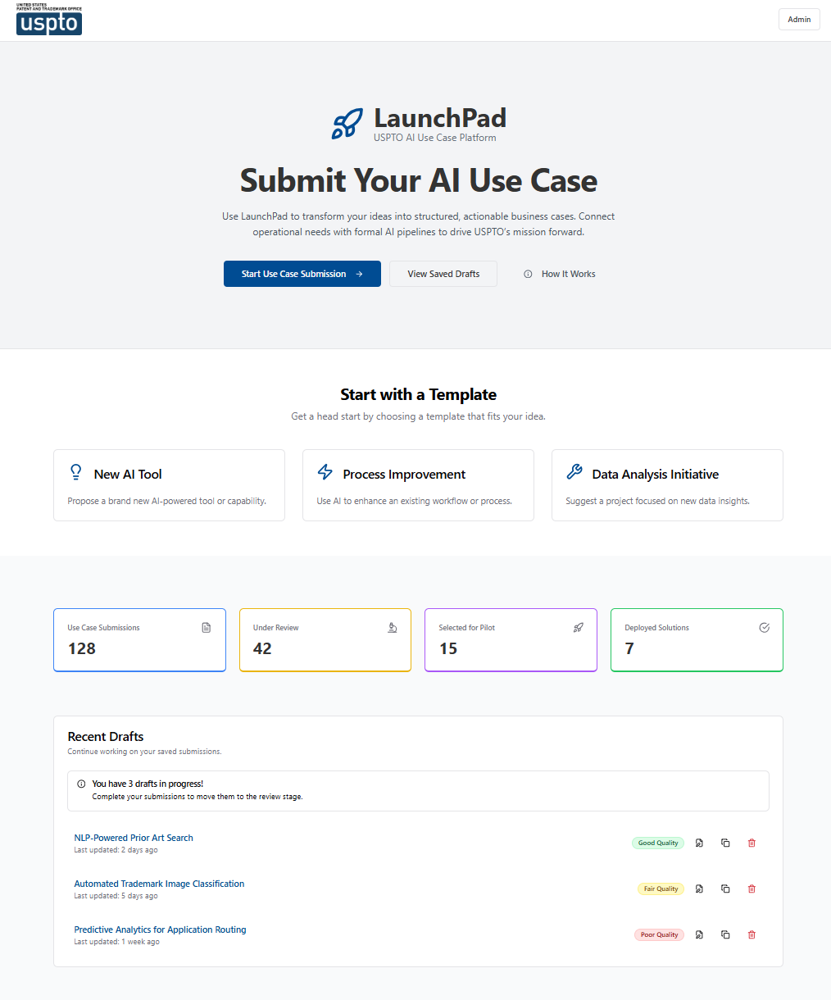 UNITED STATES
PATENT AND TRADEMARK OFFICE
uspto
Admin
LaunchPad
USPTO AI Use Case Platform
Submit Your AI Use Case
Use LaunchPad to transform your ideas into structured, actionable business cases. Connect
operational needs with formal AI pipelines to drive USPTO's mission forward.
Start Use Case Submission
View Saved Drafts
How It Works
Start with a Template
Get a head start by choosing a template that fits your idea.
New AI Tool
Propose a brand new AI-powered tool or capability.
Process Improvement
Use AI to enhance an existing workflow or process.
Data Analysis Initiative
Suggest a project focused on new data insights.
Use Case Submissions
128
Under Review
42
Selected for Pilot
15
Deployed Solutions
7
Recent Drafts
Continue working on your saved submissions.
You have 3 drafts in progress!
Complete your submissions to move them to the review stage.
NLP-Powered Prior Art Search
Last updated: 2 days ago
Good Quality
Automated Trademark Image Classification
Last updated: 5 days ago
Fair Quality
Predictive Analytics for Application Routing
Last updated: 1 week ago
Poor Quality